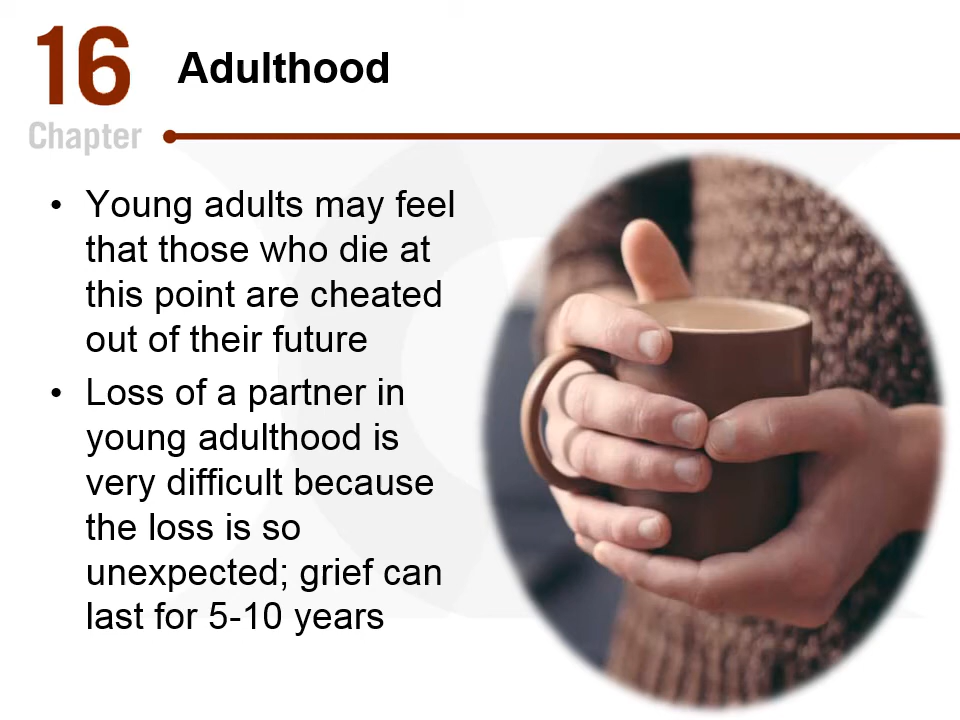 16
Adulthood
Chapter
• Young adults may feel
that those who die at
this point are cheated
out of their future
• Loss of a partner in
young adulthood is
very difficult because
the loss is so
unexpected; grief can
last for 5-10 years